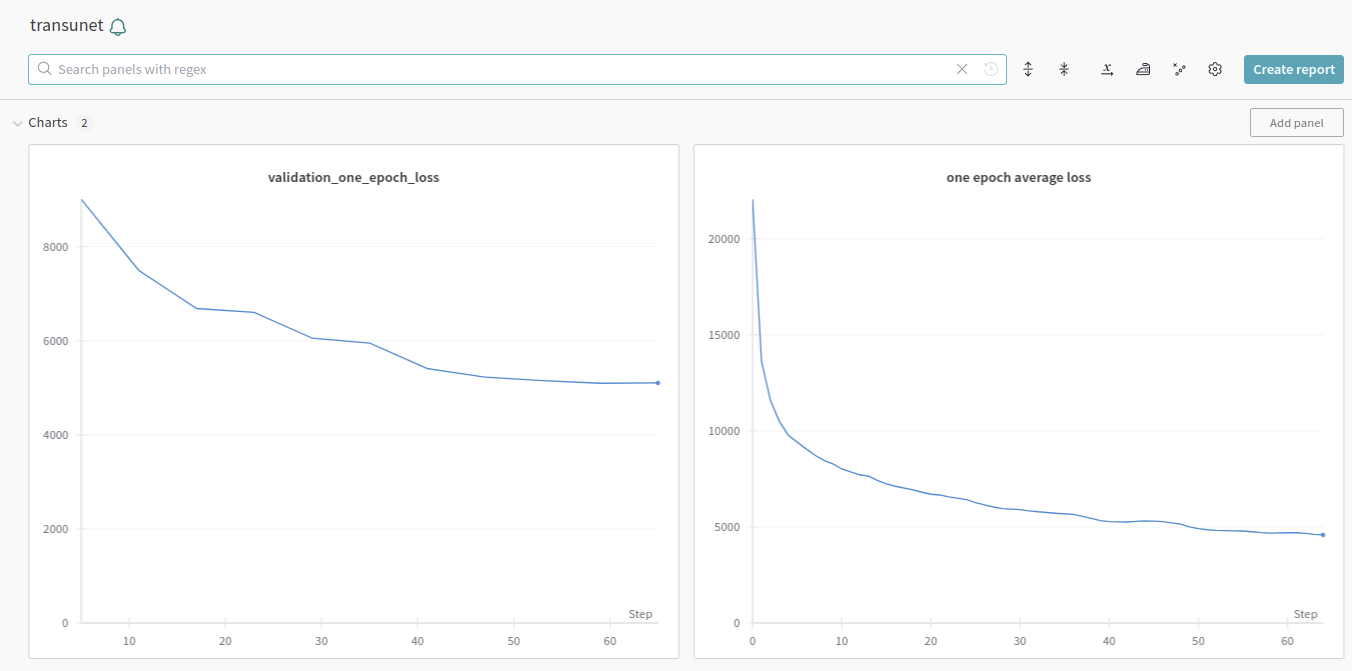 transunet
Search panels with regex
Create report
Charts 2
Add panel
validation_one_epoch_loss
8000
6000
4000
2000
0
10 20 30 40 50 60
Step
one epoch average loss
20000
15000
10000
5000
0
0 10 20 30 40 50 60
Step